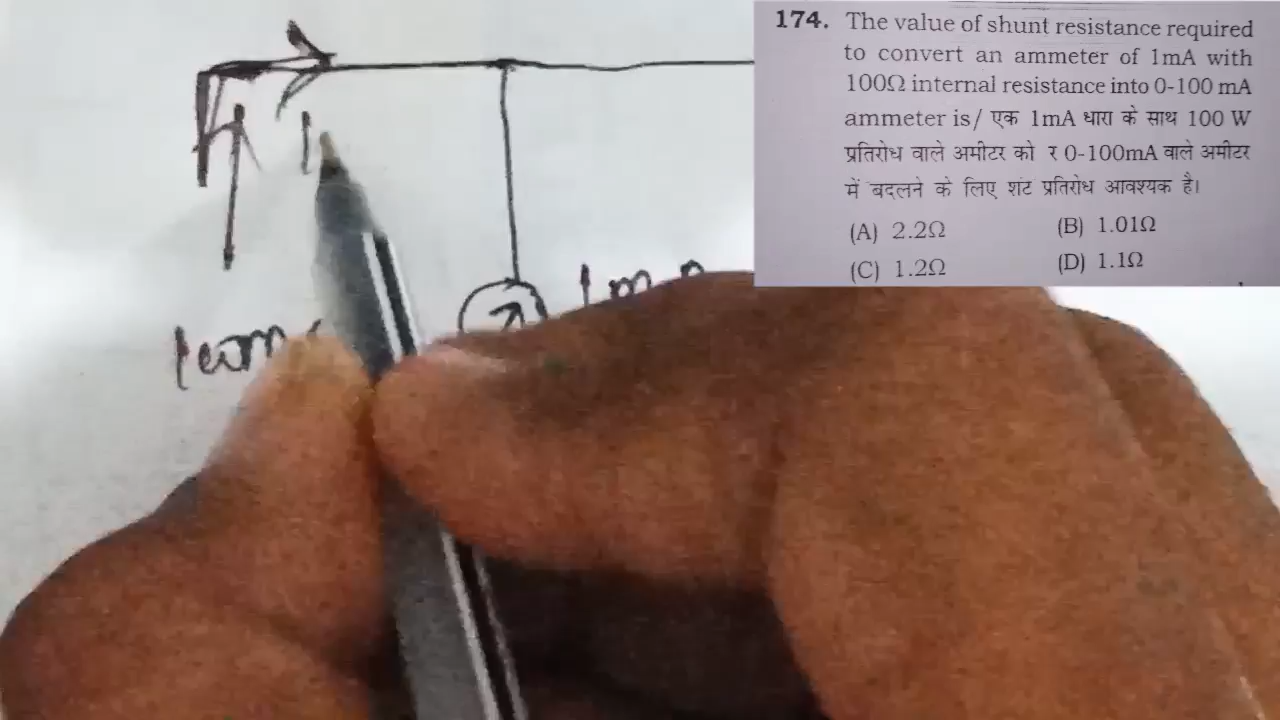 174. The value of shunt resistance required
to convert an ammeter of 1mA with
100Ω internal resistance into 0-100 mA
ammeter is/ एक 1mA धारा के साथ 100 W
प्रतिरोध वाले अमीटर को र 0-100mA वाले अमीटर
में बदलने के लिए शंट प्रतिरोध आवश्यक है।
(A) 2.2Ω (B) 1.01Ω
(C) 1.2Ω (D) 1.1Ω